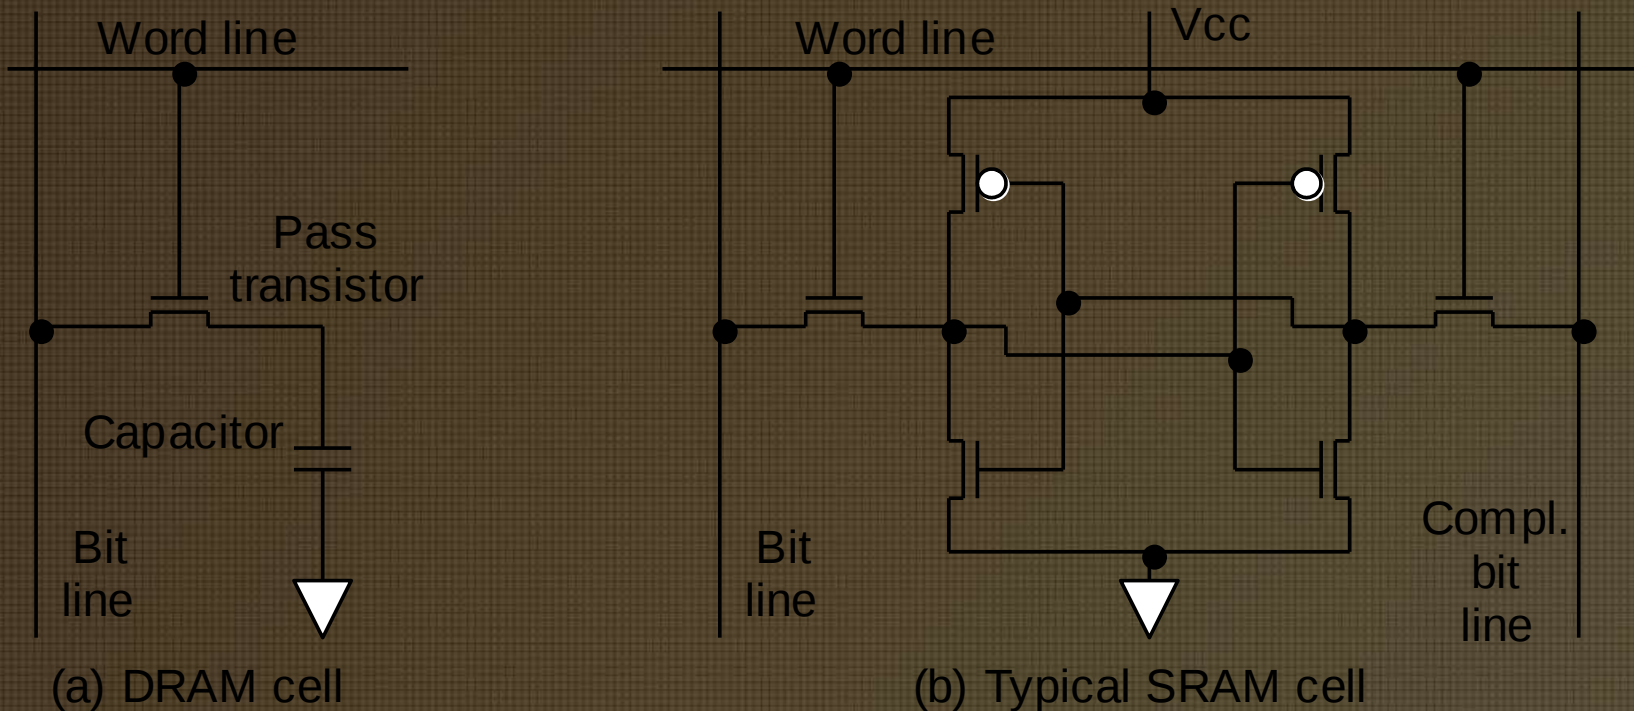 Word line
Pass
transistor
Capacitor
Bit
line
(a) DRAM cell
Word line
Vcc
Bit
line
Compl.
bit
line
(b) Typical SRAM cell